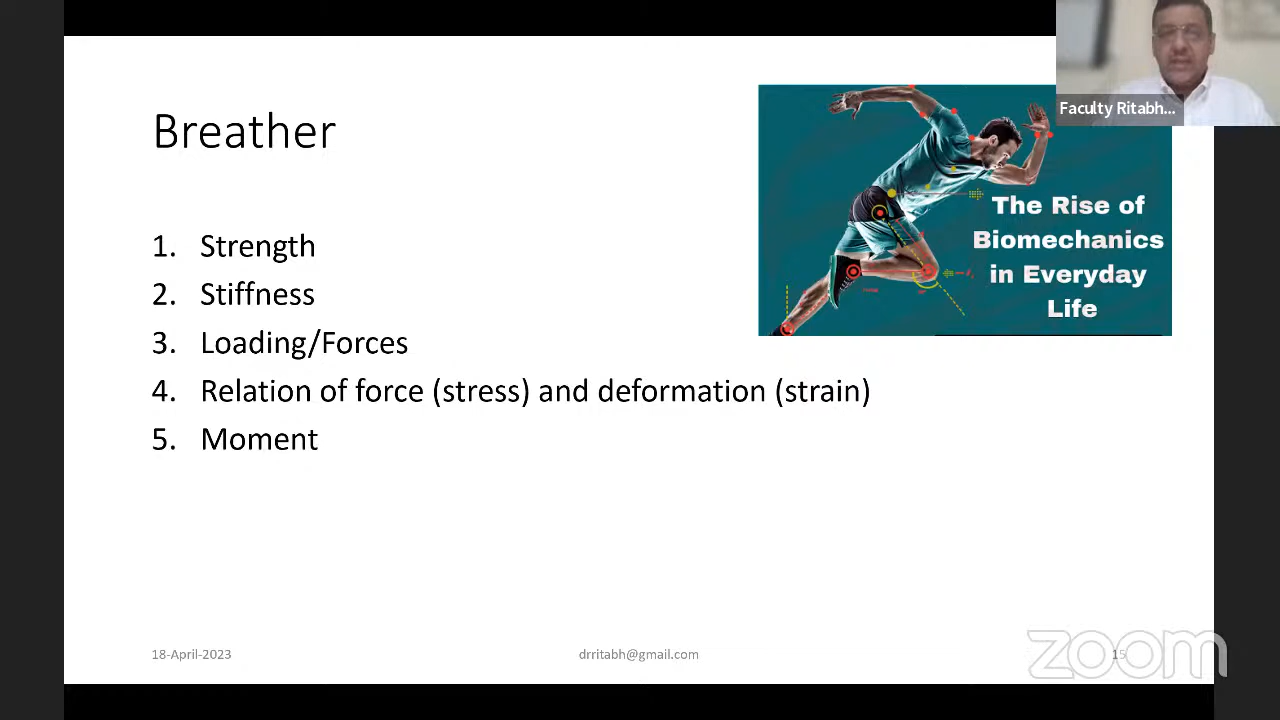 Faculty Ritabh...
Breather
The Rise of
Biomechanics
in Everyday
Life
1. Strength
2. Stiffness
3. Loading/Forces
4. Relation of force (stress) and deformation (strain)
5. Moment
18-April-2023
drritabh@gmail.com
15
zoom